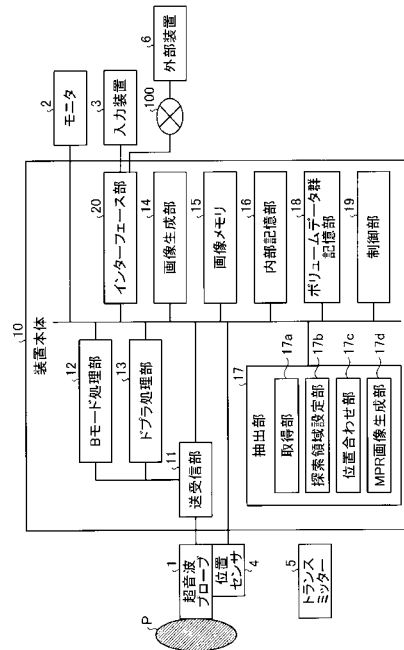 10
装置本体
12
Bモード処理部
13
ドプラ処理部
11
送受信部
20
インターフェース部
14
画像生成部
15
画像メモリ
16
内部記憶部
18
ボリュームデータ群
記憶部
19
制御部
17
抽出部
17a
取得部
17b
探索領域設定部
17c
位置合わせ部
17d
MPR画像生成部
2
モニタ
3
入力装置
100
6
外部装置
P
1
超音波
プローブ
位置
センサ
4
5
トランス
ミッター